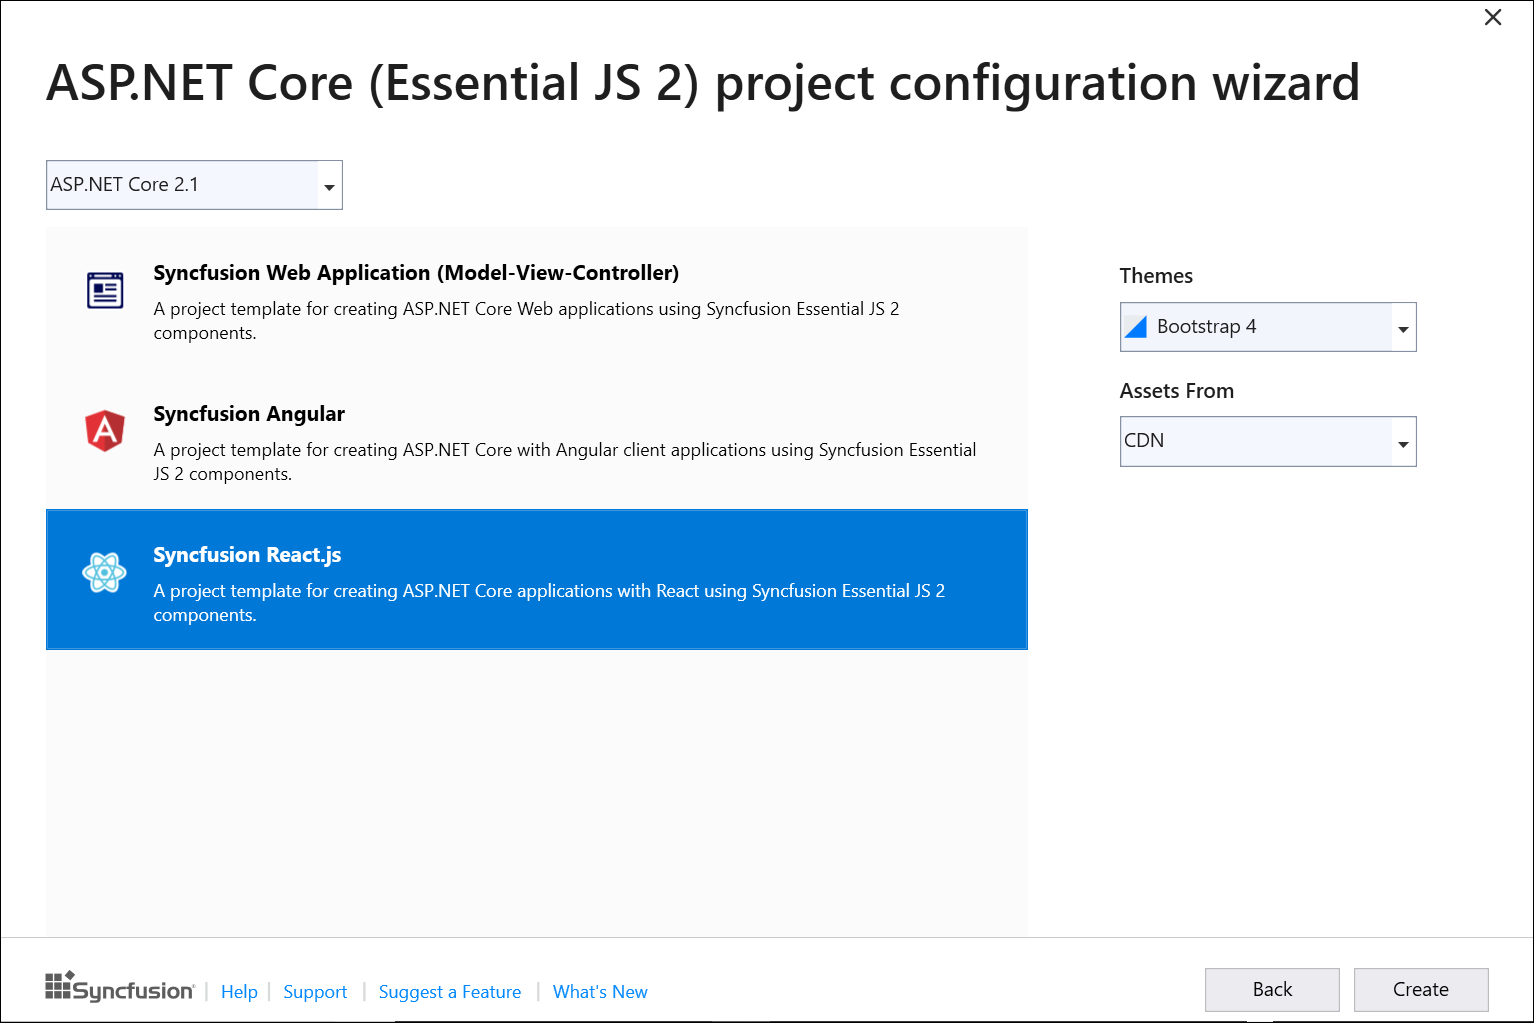 ASP.NET Core (Essential JS 2) project configuration wizard
ASP.NET Core 2.1
Syncfusion Web Application (Model-View-Controller)
A project template for creating ASP.NET Core Web applications using Syncfusion Essential JS 2
components.
Syncfusion Angular
A project template for creating ASP.NET Core with Angular client applications using Syncfusion Essential
JS 2 components.
Syncfusion React.js
A project template for creating ASP.NET Core applications with React using Syncfusion Essential JS 2
components.
Themes
Bootstrap 4
Assets From
CDN
Syncfusion | Help | Support | Suggest a Feature | What's New
Back
Create